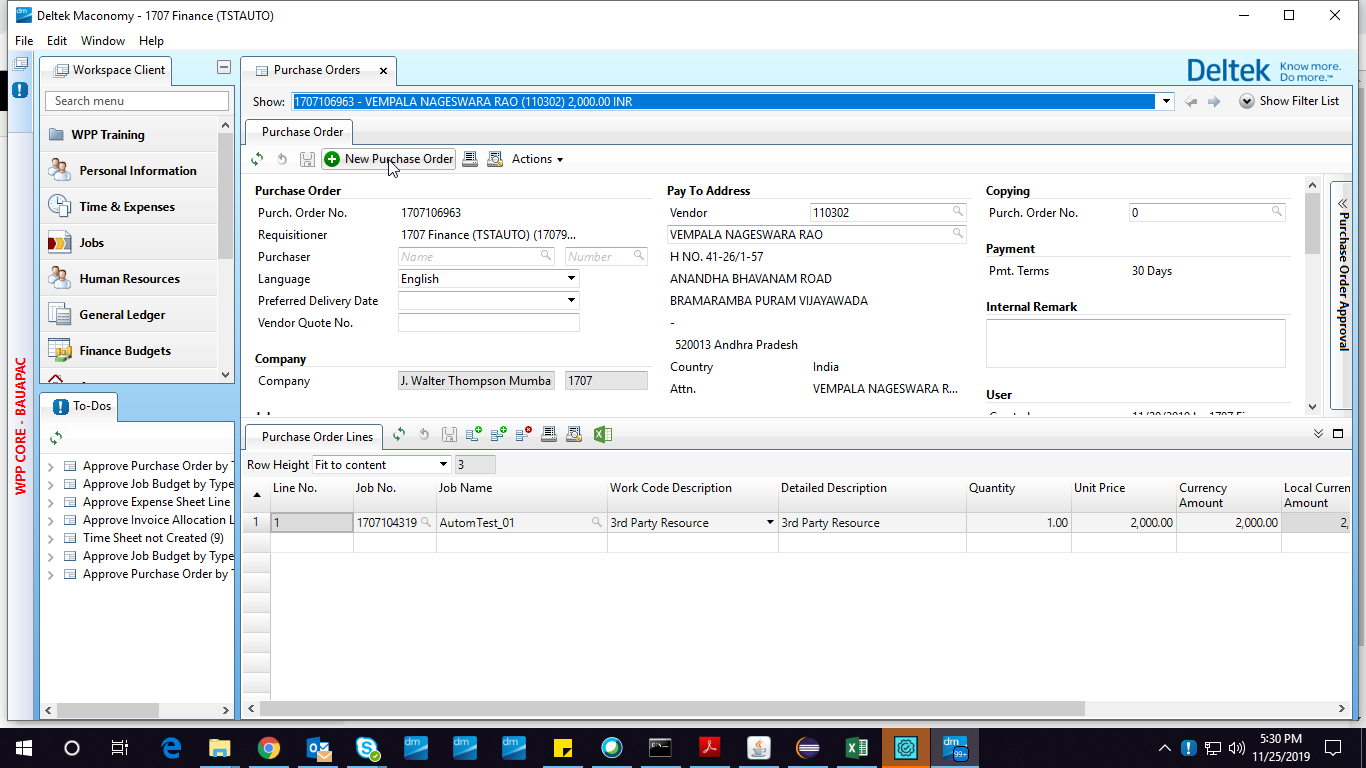 Deltek Maconomy - 1707 Finance (TSTAUTO)
File Edit Window Help
WPP CORE - BAUAPAC
Workspace Client
Search menu
WPP Training
Personal Information
Time & Expenses
Jobs
Human Resources
General Ledger
Finance Budgets
To-Dos
Approve Purchase Order by T
Approve Job Budget by Type
Approve Expense Sheet Line
Approve Invoice Allocation L
Time Sheet not Created (9)
Approve Job Budget by Type
Approve Purchase Order by T
Purchase Orders
Deltek Know more.
Do more.™
Show: 1707106963 - VEMPALA NAGESWARA RAO (110302) 2,000.00 INR
Show Filter List
Purchase Order
New Purchase Order Actions
Purchase Order
Purch. Order No. 1707106963
Requisitioner 1707 Finance (TSTAUTO) (17079...
Purchaser Name Number
Language English
Preferred Delivery Date
Vendor Quote No.
Company
Company J. Walter Thompson Mumba 1707
Pay To Address
Vendor 110302
VEMPALA NAGESWARA RAO
H NO. 41-26/1-57
ANANDHA BHAVANAM ROAD
BRAMARAMBA PURAM VIJAYAWADA
-
520013 Andhra Pradesh
Country India
Attn. VEMPALA NAGESWARA R...
Copying
Purch. Order No. 0
Payment
Pmt. Terms 30 Days
Internal Remark
User
Purchase Order Approval
Purchase Order Lines
Row Height Fit to content 3
Line No. Job No. Job Name Work Code Description Detailed Description Quantity Unit Price Currency Amount Local Curren Amount
1 1 1707104319 AutomTest_01 3rd Party Resource 3rd Party Resource 1.00 2,000.00 2,000.00 2,
99+
5:30 PM
11/25/2019